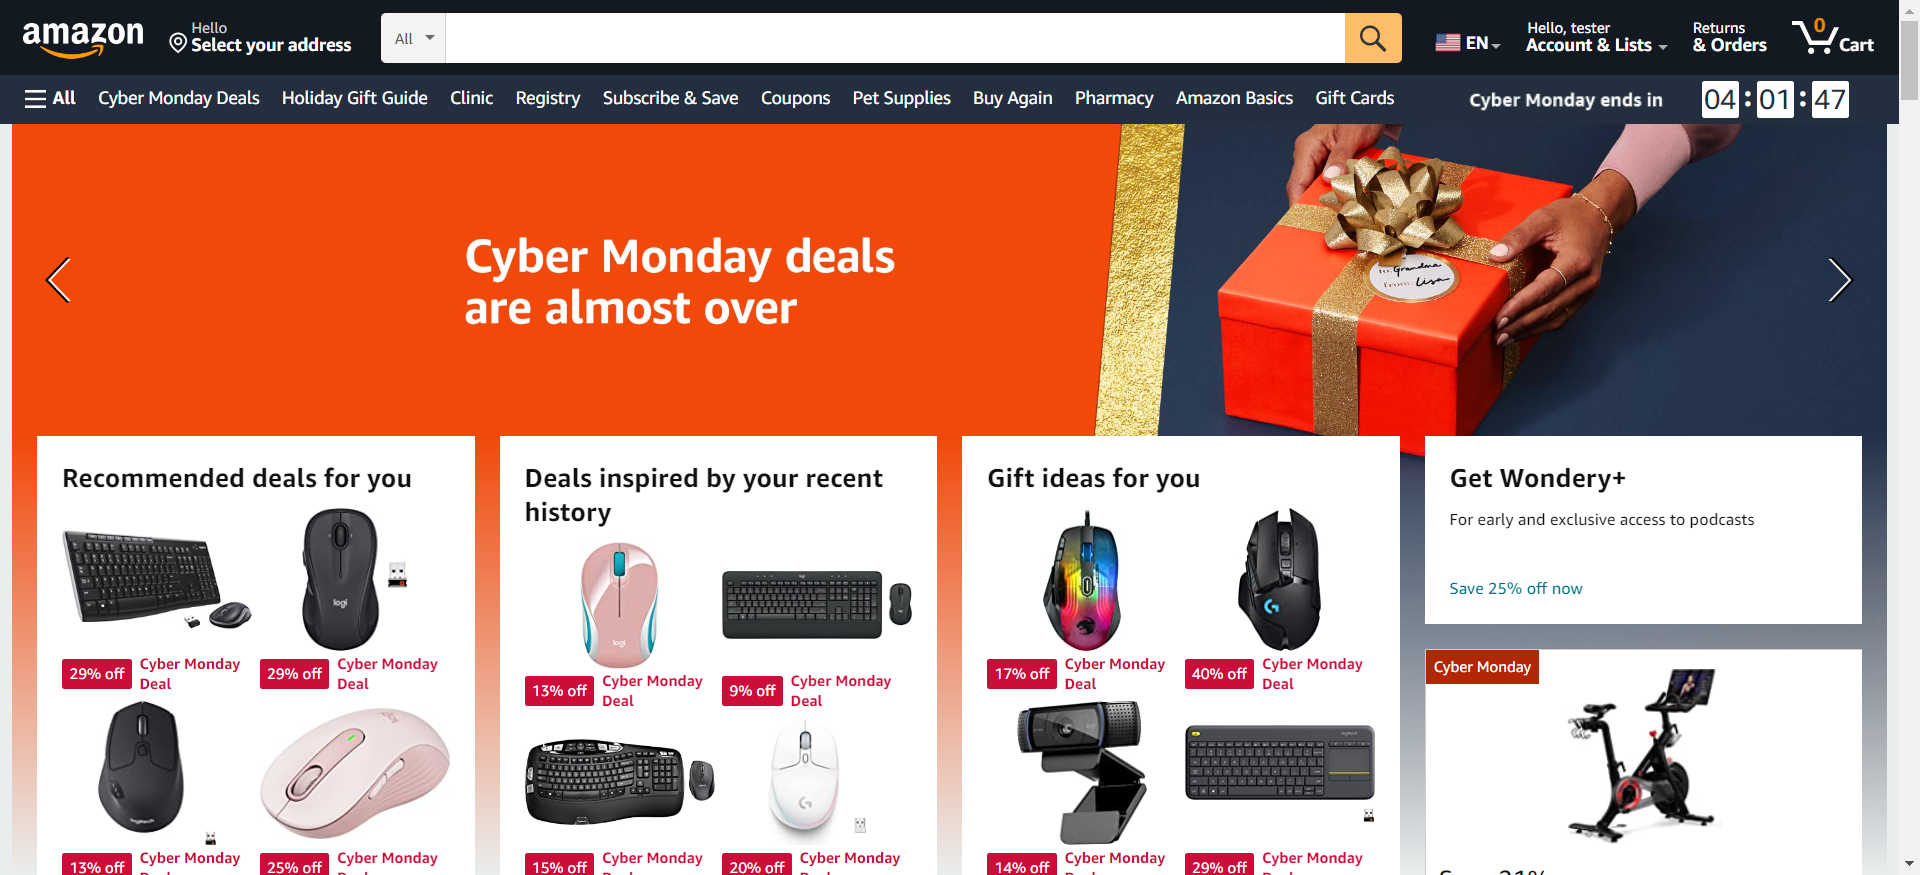 amazon
Hello
Select your address
All
EN
Hello, tester
Account & Lists
Returns
& Orders
0
Cart
All
Cyber Monday Deals
Holiday Gift Guide
Clinic
Registry
Subscribe & Save
Coupons
Pet Supplies
Buy Again
Pharmacy
Amazon Basics
Gift Cards
Cyber Monday ends in
04 : 01 : 47
Cyber Monday deals
are almost over
to: Grandma
From: Lisa
Recommended deals for you
logi
29% off
Cyber Monday
Deal
29% off
Cyber Monday
Deal
logitech
logi
13% off
Cyber Monday
25% off
Cyber Monday
Deals inspired by your recent
history
logi
logi
13% off
Cyber Monday
Deal
9% off
Cyber Monday
Deal
15% off
Cyber Monday
20% off
Cyber Monday
Gift ideas for you
17% off
Cyber Monday
Deal
40% off
Cyber Monday
Deal
logitech
14% off
Cyber Monday
29% off
Cyber Monday
Get Wondery+
For early and exclusive access to podcasts
Save 25% off now
Cyber Monday